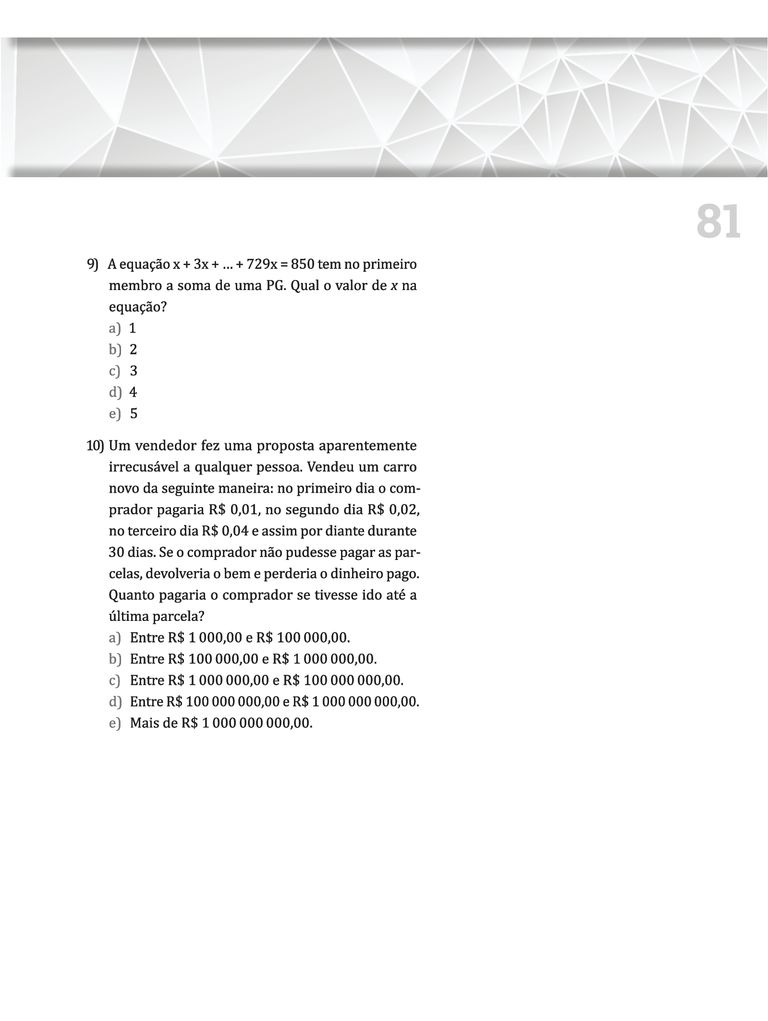 81
9) A equação x + 3x + ... + 729x = 850 tem no primeiro
membro a soma de uma PG. Qual o valor de x na
equação?
a) 1
b) 2
c) 3
d) 4
e) 5
10) Um vendedor fez uma proposta aparentemente
irrecusável a qualquer pessoa. Vendeu um carro
novo da seguinte maneira: no primeiro dia o com-
prador pagaria R$ 0,01, no segundo dia R$ 0,02,
no terceiro dia R$ 0,04 e assim por diante durante
30 dias. Se o comprador não pudesse pagar as par-
celas, devolveria o bem e perderia o dinheiro pago.
Quanto pagaria o comprador se tivesse ido até a
última parcela?
a) Entre R$ 1 000,00 e R$ 100 000,00.
b) Entre R$ 100 000,00 e R$ 1 000 000,00.
c) Entre R$ 1 000 000,00 e R$ 100 000 000,00.
d) Entre R$ 100 000 000,00 e R$ 1 000 000 000,00.
e) Mais de R$ 1 000 000 000,00.